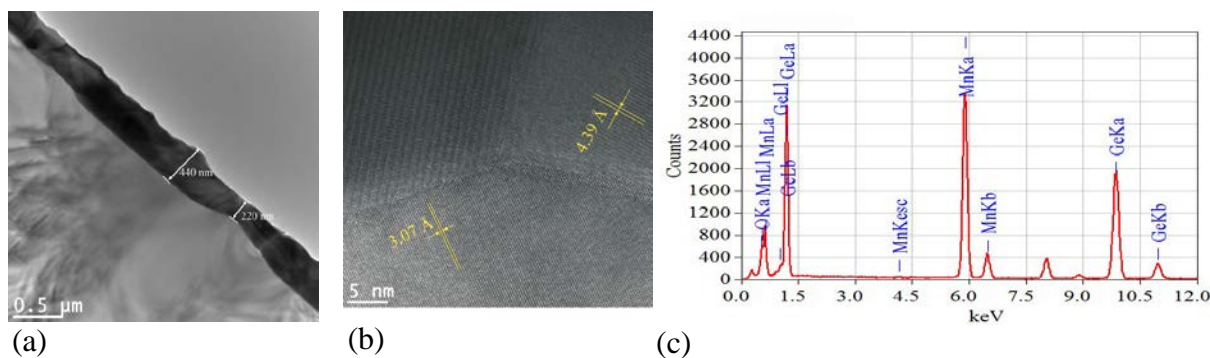 440 nm
220 nm
0.5 µm
(a)
4.39 Å
3.07 Å
5 nm
(b)
Counts
4400
4000
3600
3200
2800
2400
2000
1600
1200
800
400
0
OKa
MnLl
MnLa
GeLl
GeLa
GeLb
MnKesc
MnKa
MnKb
GeKa
GeKb
0.0 1.5 3.0 4.5 6.0 7.5 9.0 10.5 12.0
keV
(c)